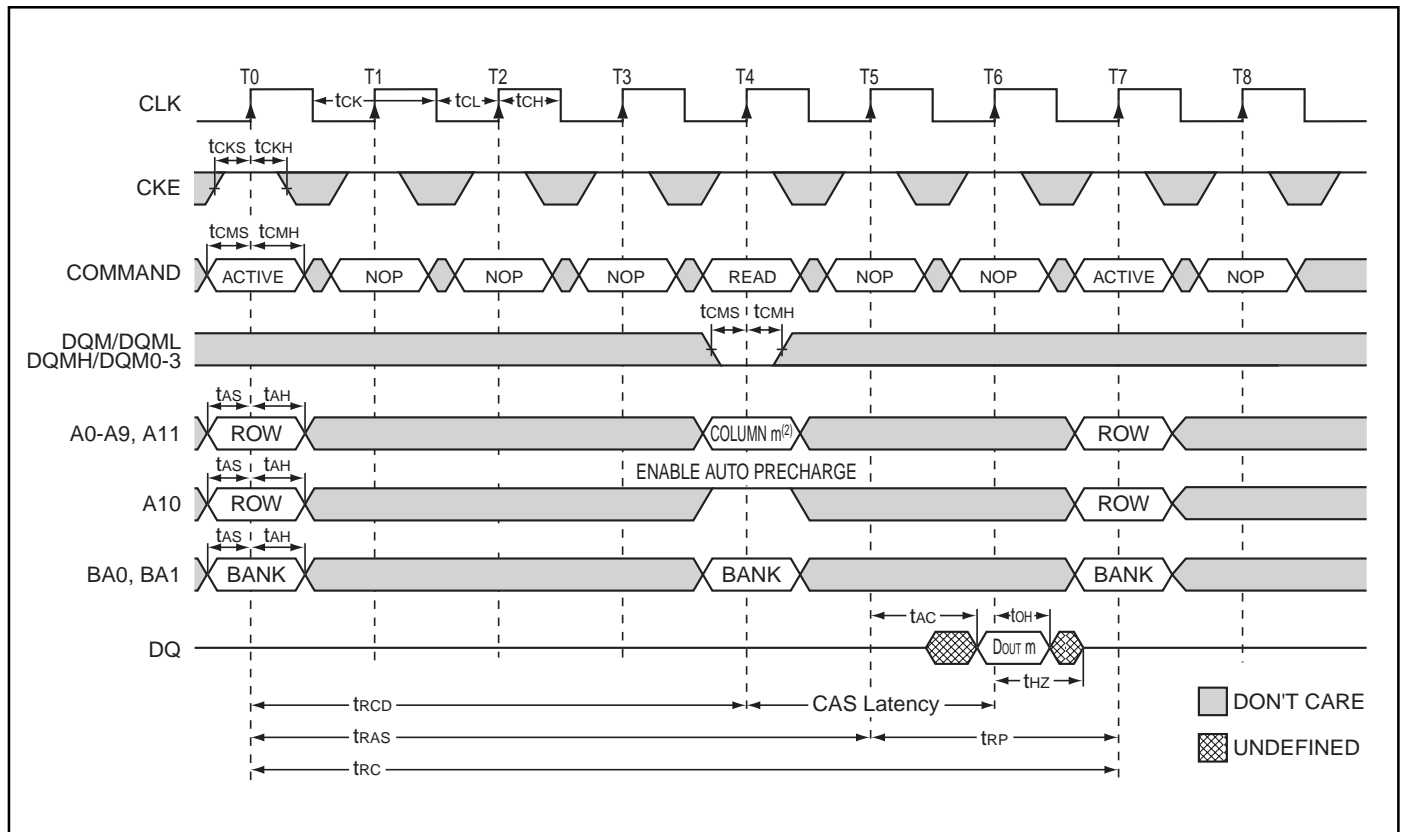 T0 T1 T2 T3 T4 T5 T6 T7 T8
CLK
tCK tCL tCH
tCKS tCKH
CKE
tCMS tCMH
COMMAND ACTIVE NOP NOP NOP READ NOP NOP ACTIVE NOP
tCMS tCMH
DQM/DQML
DQMH/DQM0-3
tAS tAH
A0-A9, A11 ROW COLUMN m(2) ROW
tAS tAH ENABLE AUTO PRECHARGE
A10 ROW ROW
tAS tAH
BA0, BA1 BANK BANK BANK
tAC tOH
DQ DOUT m
tHZ
tRCD CAS Latency
DON'T CARE
tRAS tRP
UNDEFINED
tRC